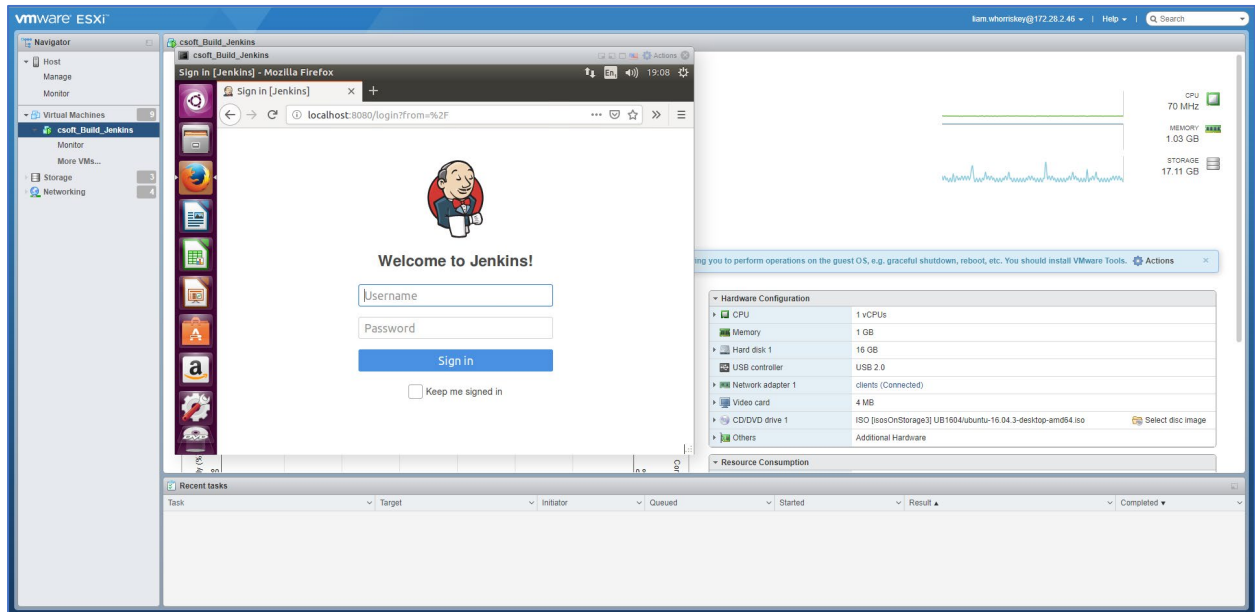 vmware ESXi
liam.whorriskey@172.28.2.46 | Help | Search
Navigator
Host
Manage
Monitor
Virtual Machines 9
csoft_Build_Jenkins
Monitor
More VMs...
Storage 3
Networking 4
csoft_Build_Jenkins
csoft_Build_Jenkins Actions
Sign in [Jenkins] - Mozilla Firefox En 19:08
Sign in [Jenkins] × +
localhost:8080/login?from=%2F
Welcome to Jenkins!
Username
Password
Sign in
Keep me signed in
CPU
70 MHz
MEMORY
1.03 GB
STORAGE
17.11 GB
ing you to perform operations on the guest OS, e.g. graceful shutdown, reboot, etc. You should install VMware Tools. Actions ×
Hardware Configuration
CPU 1 vCPUs
Memory 1 GB
Hard disk 1 16 GB
USB controller USB 2.0
Network adapter 1 clients (Connected)
Video card 4 MB
CD/DVD drive 1 ISO [isosOnStorage3] UB1604/ubuntu-16.04.3-desktop-amd64.iso Select disc image
Others Additional Hardware
Resource Consumption
Recent tasks
Task Target Initiator Queued Started Result ▲ Completed ▼